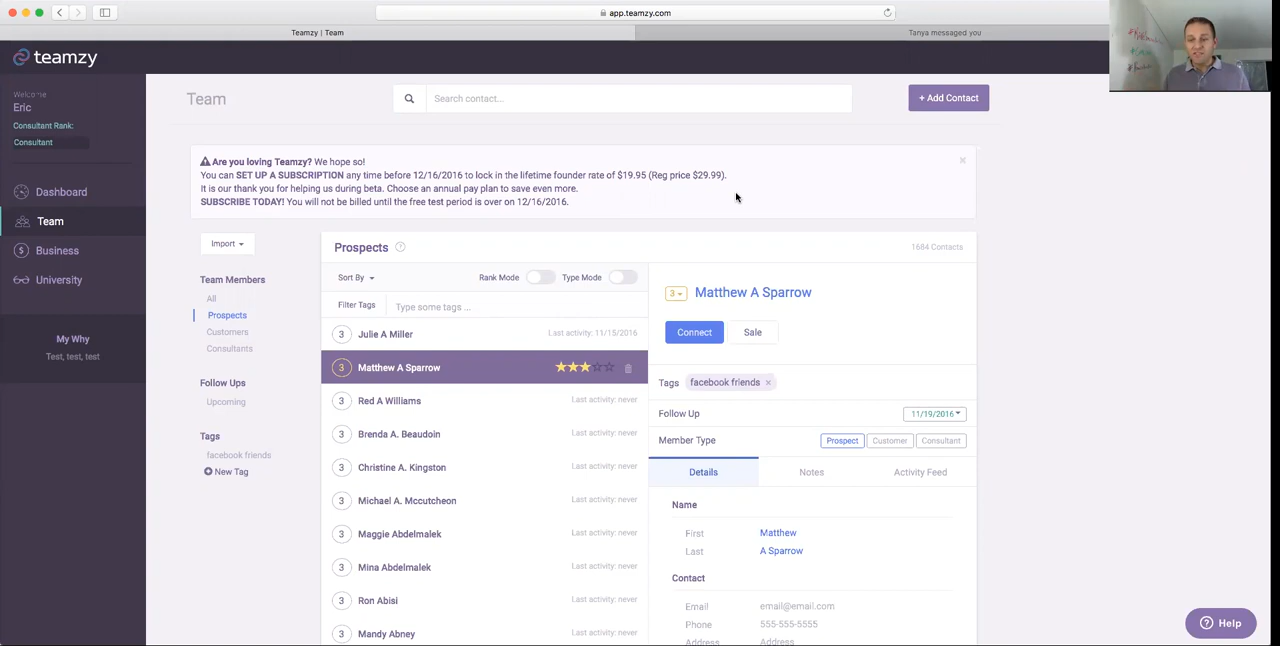 app.teamzy.com
Teamzy | Team
Tanya messaged you
teamzy
Welcome
Eric
Consultant Rank:
Consultant
Dashboard
Team
Business
University
My Why
Test, test, test
Team
Search contact...
+ Add Contact
Are you loving Teamzy? We hope so!
You can SET UP A SUBSCRIPTION any time before 12/16/2016 to lock in the lifetime founder rate of $19.95 (Reg price $29.99).
It is our thank you for helping us during beta. Choose an annual pay plan to save even more.
SUBSCRIBE TODAY! You will not be billed until the free test period is over on 12/16/2016.
Import
Team Members
All
Prospects
Customers
Consultants
Follow Ups
Upcoming
Tags
facebook friends
New Tag
Prospects
1684 Contacts
Sort By
Rank Mode
Type Mode
Filter Tags
Type some tags ...
3 Julie A Miller Last activity: 11/15/2016
3 Matthew A Sparrow
3 Red A Williams Last activity: never
3 Brenda A. Beaudoin Last activity: never
3 Christine A. Kingston Last activity: never
3 Michael A. Mccutcheon Last activity: never
3 Maggie Abdelmalek Last activity: never
3 Mina Abdelmalek Last activity: never
3 Ron Abisi Last activity: never
3 Mandy Abney Last activity: never
3 Matthew A Sparrow
Connect Sale
Tags facebook friends ×
Follow Up 11/19/2016
Member Type Prospect Customer Consultant
Details Notes Activity Feed
Name
First Matthew
Last A Sparrow
Contact
Email email@email.com
Phone 555-555-5555
Address Address
Help